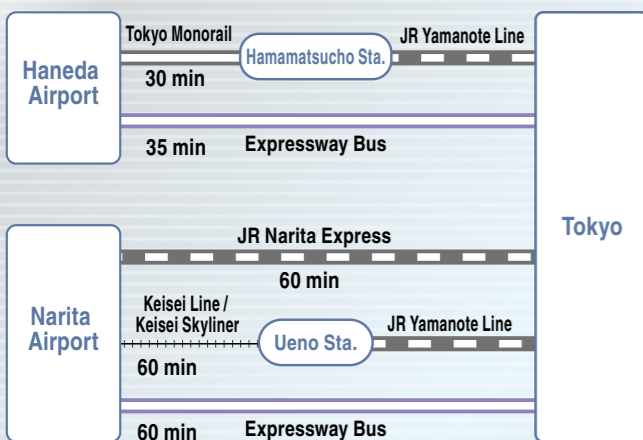 Tokyo Monorail
JR Yamanote Line
Haneda
Airport
Hamamatsucho Sta.
30 min
35 min
Expressway Bus
Tokyo
JR Narita Express
60 min
Narita
Airport
Keisei Line /
Keisei Skyliner
Ueno Sta.
JR Yamanote Line
60 min
60 min
Expressway Bus